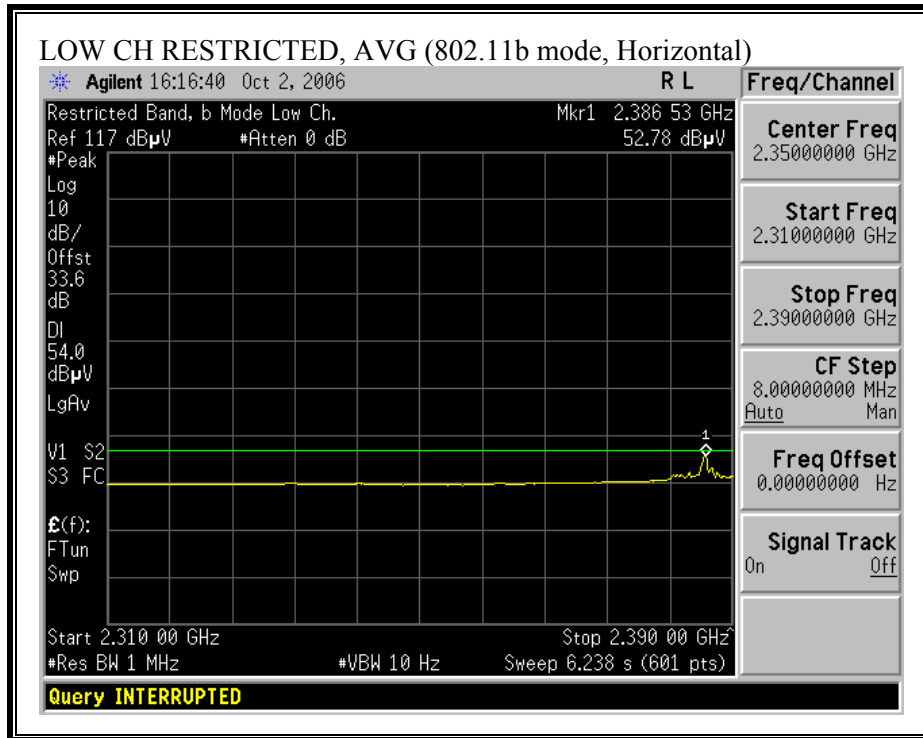 LOW CH RESTRICTED, AVG (802.11b mode, Horizontal)
Agilent 16:16:40 Oct 2, 2006 R L
Restricted Band, b Mode Low Ch. Mkr1 2.386 53 GHz
Ref 117 dBµV #Atten 0 dB 52.78 dBµV
#Peak
Log
10
dB/
Offst
33.6
dB
DI
54.0
dBµV
LgAv
1
V1 S2
S3 FC
£(f):
FTun
Swp
Start 2.310 00 GHz Stop 2.390 00 GHz^
#Res BW 1 MHz #VBW 10 Hz Sweep 6.238 s (601 pts)
Query INTERRUPTED
Freq/Channel
Center Freq
2.35000000 GHz
Start Freq
2.31000000 GHz
Stop Freq
2.39000000 GHz
CF Step
8.00000000 MHz
Auto Man
Freq Offset
0.00000000 Hz
Signal Track
On Off